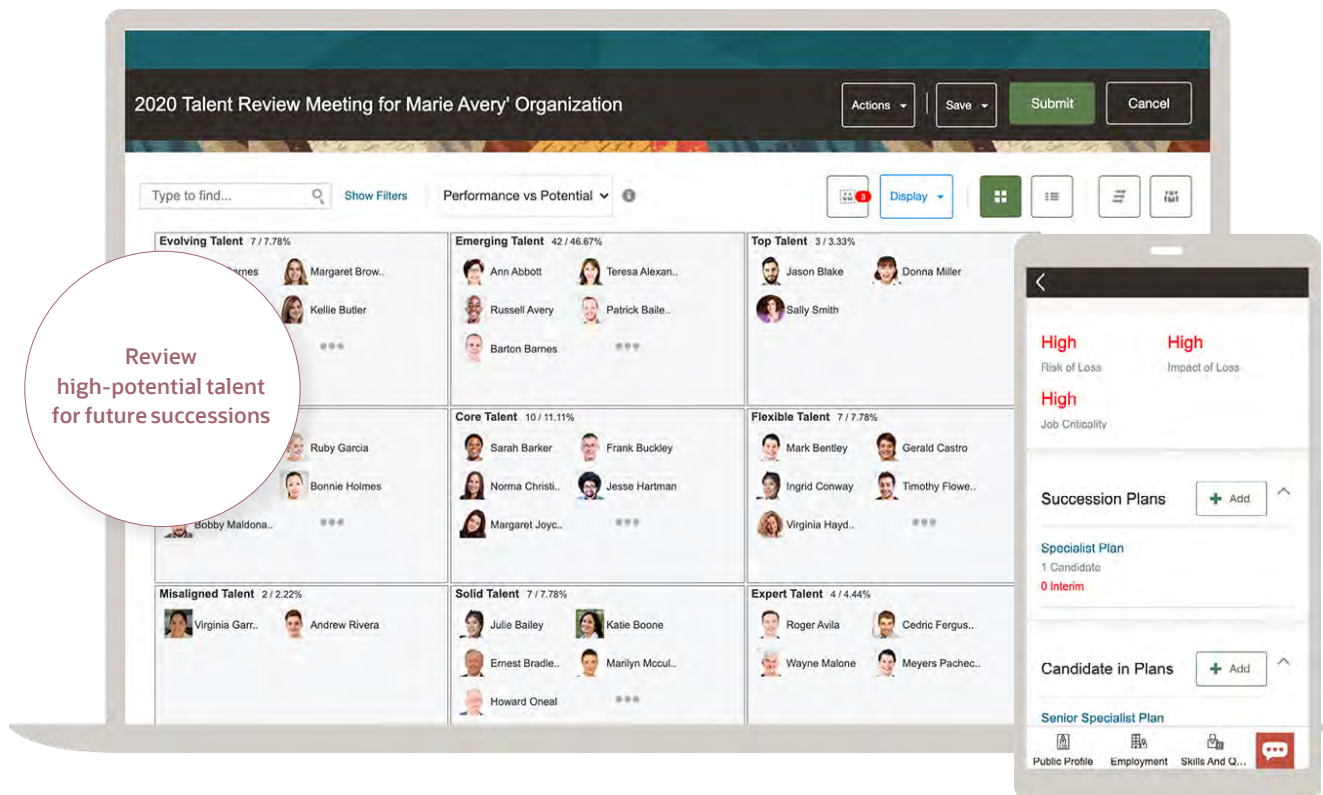 2020 Talent Review Meeting for Marie Avery' Organization
Actions
Save
Submit
Cancel
Type to find...
Show Filters
Performance vs Potential
3
Display
Evolving Talent 7 / 7.78%
Margaret Brow..
Kellie Butler
Emerging Talent 42 / 46.67%
Ann Abbott
Teresa Alexan..
Russell Avery
Patrick Baile..
Barton Barnes
Top Talent 3 / 3.33%
Jason Blake
Donna Miller
Sally Smith
Review
high-potential talent
for future successions
Ruby Garcia
Bonnie Holmes
Bobby Maldona..
Core Talent 10 / 11.11%
Sarah Barker
Frank Buckley
Norma Christi..
Jesse Hartman
Margaret Joyc..
Flexible Talent 7 / 7.78%
Mark Bentley
Gerald Castro
Ingrid Conway
Timothy Flowe..
Virginia Hayd..
Misaligned Talent 2 / 2.22%
Virginia Garr..
Andrew Rivera
Solid Talent 7 / 7.78%
Julie Bailey
Katie Boone
Ernest Bradle..
Marilyn Mccul..
Howard Oneal
Expert Talent 4 / 4.44%
Roger Avila
Cedric Fergus..
Wayne Malone
Meyers Pachec..
High
Risk of Loss
High
Impact of Loss
High
Job Criticality
Succession Plans
Add
Specialist Plan
1 Candidate
0 Interim
Candidate in Plans
Add
Senior Specialist Plan
Public Profile
Employment
Skills And Q...